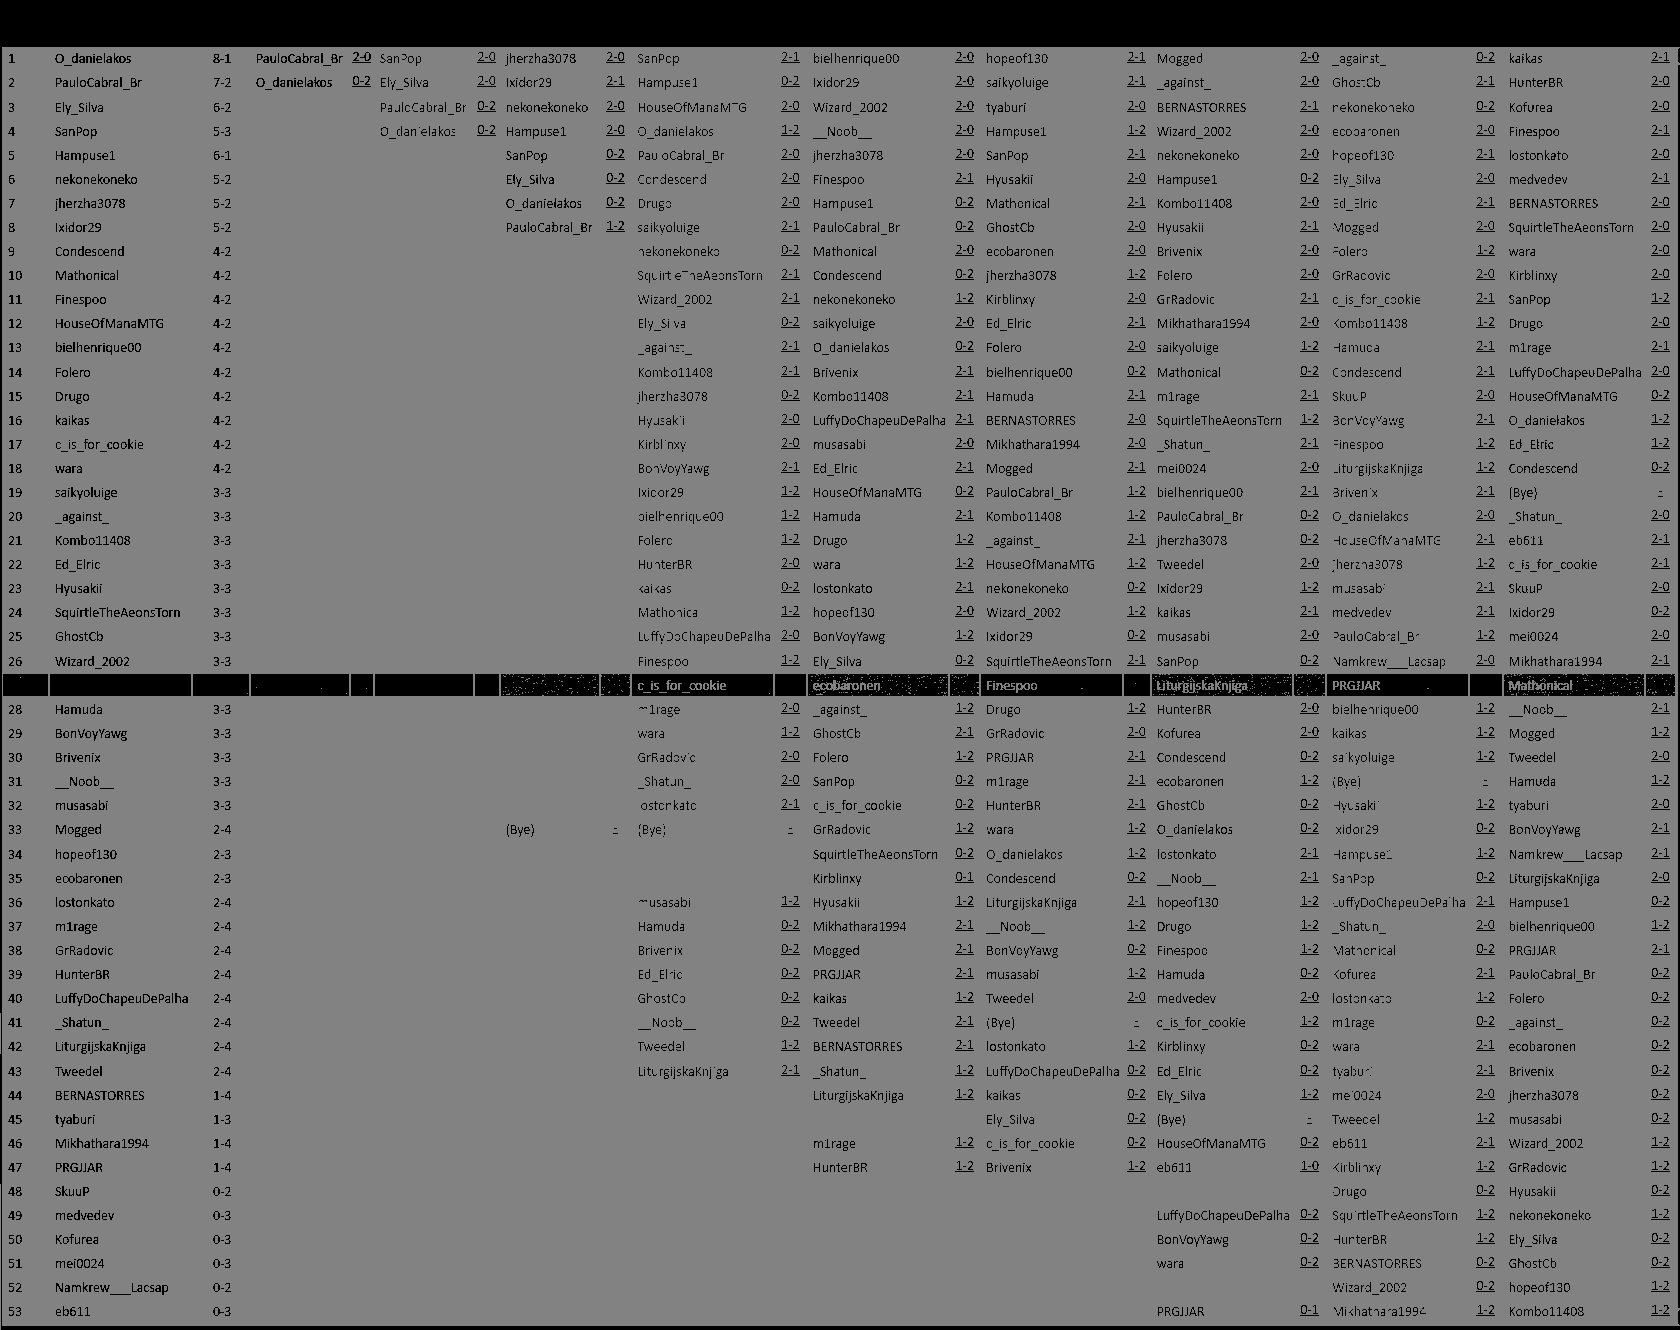 1 O_danielakos 8-1 PauloCabral_Br 2-0 SanPop 2-0 jherzha3078 2-0 SanPop 2-1 bielhenrique00 2-0 hopeof130 2-1 Mogged 2-0 _against_ 0-2 kaikas 2-1
2 PauloCabral_Br 7-2 O_danielakos 0-2 Ely_Silva 2-0 Ixidor29 2-1 Hampuse1 2-0 Ixidor29 2-0 saikyoluige 2-1 _against_ 2-0 GhostCb 2-1 HunterBR 2-0
3 Ely_Silva 6-2 PauloCabral_Br 0-2 nekonekoneko 2-0 HouseOfManaMTG 2-0 Wizard_2002 2-0 tyaburi 2-0 BERNASTORRES 2-1 nekonekoneko 0-2 Kofurea 2-0
4 SanPop 5-3 O_danielakos 0-2 Hampuse1 2-0 O_danielakos 1-2 __Noob__ 2-0 Hampuse1 1-2 Wizard_2002 2-1 ecobaronen 2-0 Finespoo 2-1
5 Hampuse1 6-1 SanPop 0-2 PauloCabral_Br 2-0 jherzha3078 2-0 SanPop 2-1 nekonekoneko 2-0 hopeof130 2-1 lostonkato 2-0
6 nekonekoneko 5-2 Ely_Silva 0-2 Condescend 2-0 Finespoo 2-1 Hyusakii 2-0 Hampuse1 0-2 Ely_Silva 2-0 medvedev 2-1
7 jherzha3078 5-2 O_danielakos 0-2 Drugo 2-0 Hampuse1 0-2 Mathonical 2-1 Kombo11408 2-0 Ed_Elric 2-1 BERNASTORRES 2-0
8 Ixidor29 5-2 PauloCabral_Br 1-2 saikyoluige 2-1 PauloCabral_Br 0-2 GhostCb 2-0 Hyusakii 2-1 Mogged 2-0 SquirtleTheAeonsTorn 2-0
9 Condescend 4-2 nekonekoneko 0-2 Mathonical 2-0 ecobaronen 2-0 Brivenix 2-0 Folero 1-2 wara 2-0
10 Mathonical 4-2 SquirtleTheAeonsTorn 2-1 Condescend 0-2 jherzha3078 1-2 Folero 2-0 GrRadovic 2-0 Kirblinxy 2-0
11 Finespoo 4-2 Wizard_2002 2-1 nekonekoneko 1-2 Kirblinxy 2-0 GrRadovic 2-1 c_is_for_cookie 2-1 SanPop 1-2
12 HouseOfManaMTG 4-2 Ely_Silva 0-2 saikyoluige 2-0 Ed_Elric 2-1 Mikhathara1994 2-0 Kombo11408 1-2 Drugo 2-0
13 bielhenrique00 4-2 _against_ 2-1 O_danielakos 0-2 Folero 2-0 saikyoluige 1-2 Hamuda 2-1 m1rage 2-1
14 Folero 4-2 Kombo11408 2-1 Brivenix 2-1 bielhenrique00 0-2 Mathonical 0-2 Condescend 2-1 LuffyDoChapeuDePalha 2-0
15 Drugo 4-2 jherzha3078 0-2 Kombo11408 2-1 Hamuda 2-1 m1rage 2-1 SkuuP 2-0 HouseOfManaMTG 0-2
16 kaikas 4-2 Hyusakii 2-0 LuffyDoChapeuDePalha 2-1 BERNASTORRES 2-0 SquirtleTheAeonsTorn 1-2 BonVoyYawg 2-1 O_danielakos 1-2
17 c_is_for_cookie 4-2 Kirblinxy 2-0 musasabi 2-0 Mikhathara1994 2-0 _Shatun_ 2-1 Finespoo 1-2 Ed_Elric 1-2
18 wara 4-2 BonVoyYawg 2-1 Ed_Elric 2-1 Mogged 2-1 mei0024 2-0 LiturgijskaKnjiga 1-2 Condescend 0-2
19 saikyoluige 3-3 Ixidor29 1-2 HouseOfManaMTG 0-2 PauloCabral_Br 1-2 bielhenrique00 2-1 Brivenix 2-1 (Bye) -
20 _against_ 3-3 bielhenrique00 1-2 Hamuda 2-1 Kombo11408 1-2 PauloCabral_Br 0-2 O_danielakos 2-0 _Shatun_ 2-0
21 Kombo11408 3-3 Folero 1-2 Drugo 1-2 _against_ 2-1 jherzha3078 0-2 HouseOfManaMTG 0-2 eb611 2-1
22 Ed_Elric 3-3 HunterBR 2-0 wara 1-2 HouseOfManaMTG 1-2 Tweedel 2-0 jherzha3078 1-2 c_is_for_cookie 2-1
23 Hyusakii 3-3 kaikas 0-2 lostonkato 2-1 nekonekoneko 0-2 Ixidor29 1-2 musasabi 2-1 SkuuP 2-0
24 SquirtleTheAeonsTorn 3-3 Mathonica 1-2 hopeof130 2-0 Wizard_2002 1-2 kaikas 2-1 medvedev 2-1 Ixidor29 0-2
25 GhostCb 3-3 LuffyDoChapeuDePalha 2-0 BonVoyYawg 1-2 Ixidor29 0-2 musasabi 2-1 PauloCabral_Br 1-2 mei0024 2-0
26 Wizard_2002 3-3 Finespoo 1-2 Ely_Silva 0-2 SquirtleTheAeonsTorn 2-1 SanPop 0-2 Namkrew___Lacsap 2-0 Mikhathara1994 2-1
c_is_for_cookie ecobaronen Finespoo LiturgijskaKnjiga PRGJJAR Mathonical
28 Hamuda 3-3 m1rage 2-0 _against_ 1-2 Drugo 1-2 HunterBR 2-0 bielhenrique00 1-2 __Noob__ 2-1
29 BonVoyYawg 3-3 wara 1-2 GhostCb 2-1 GrRadovic 2-0 Kofurea 2-0 kaikas 1-2 Mogged 1-2
30 Brivenix 3-3 GrRadovic 2-0 Folero 1-2 PRGJJAR 2-1 Condescend 0-2 saikyoluige 1-2 Tweedel 2-0
31 __Noob__ 3-3 _Shatun_ 2-0 SanPop 0-2 m1rage 2-1 ecobaronen 1-2 (Bye) - Hamuda 1-2
32 musasabi 3-3 lostonkato 2-1 c_is_for_cookie 0-2 HunterBR 2-1 GhostCb 0-2 Hyusakii 1-2 tyaburi 2-0
33 Mogged 2-4 (Bye) - (Bye) - GrRadovic 1-2 wara 1-2 O_danielakos 0-2 Ixidor29 0-2 BonVoyYawg 2-1
34 hopeof130 2-3 SquirtleTheAeonsTorn 0-2 O_danielakos 1-2 lostonkato 2-1 Hampuse1 1-2 Namkrew___Lacsap 2-1
35 ecobaronen 2-3 Kirblinxy 0-1 Condescend 0-2 __Noob__ 2-1 SanPop 0-2 LiturgijskaKnjiga 2-0
36 lostonkato 2-4 musasabi 1-2 Hyusakii 1-2 LiturgijskaKnjiga 2-1 hopeof130 1-2 LuffyDoChapeuDePalha 2-1 Hampuse1 0-2
37 m1rage 2-4 Hamuda 0-2 Mikhathara1994 2-1 __Noob__ 1-2 Drugo 1-2 _Shatun_ 2-0 bielhenrique00 1-2
38 GrRadovic 2-4 Brivenix 0-2 Mogged 2-1 BonVoyYawg 0-2 Finespoo 1-2 Mathonical 0-2 PRGJJAR 2-1
39 HunterBR 2-4 Ed_Elric 0-2 PRGJJAR 2-1 musasabi 1-2 Hamuda 0-2 Kofurea 2-1 PauloCabral_Br 0-2
40 LuffyDoChapeuDePalha 2-4 GhostCb 0-2 kaikas 1-2 Tweedel 2-0 medvedev 2-0 lostonkato 1-2 Folero 0-2
41 _Shatun_ 2-4 __Noob__ 0-2 Tweedel 2-1 (Bye) - c_is_for_cookie 1-2 m1rage 0-2 _against_ 0-2
42 LiturgijskaKnjiga 2-4 Tweedel 1-2 BERNASTORRES 2-1 lostonkato 1-2 Kirblinxy 0-2 wara 2-1 ecobaronen 0-2
43 Tweedel 2-4 LiturgijskaKnjiga 2-1 _Shatun_ 1-2 LuffyDoChapeuDePalha 0-2 Ed_Elric 0-2 tyaburi 2-1 Brivenix 0-2
44 BERNASTORRES 1-4 LiturgijskaKnjiga 1-2 kaikas 0-2 Ely_Silva 1-2 mei0024 2-0 jherzha3078 0-2
45 tyaburi 1-3 Ely_Silva 0-2 (Bye) - Tweedel 1-2 musasabi 0-2
46 Mikhathara1994 1-4 m1rage 1-2 c_is_for_cookie 0-2 HouseOfManaMTG 0-2 eb611 2-1 Wizard_2002 1-2
47 PRGJJAR 1-4 HunterBR 1-2 Brivenix 1-2 eb611 1-0 Kirblinxy 1-2 GrRadovic 1-2
48 SkuuP 0-2 Drugo 0-2 Hyusakii 0-2
49 medvedev 0-3 LuffyDoChapeuDePalha 0-2 SquirtleTheAeonsTorn 1-2 nekonekoneko 1-2
50 Kofurea 0-3 BonVoyYawg 0-2 HunterBR 1-2 Ely_Silva 0-2
51 mei0024 0-3 wara 0-2 BERNASTORRES 0-2 GhostCb 0-2
52 Namkrew___Lacsap 0-2 Wizard_2002 0-2 hopeof130 1-2
53 eb611 0-3 PRGJJAR 0-1 Mikhathara1994 1-2 Kombo11408 1-2